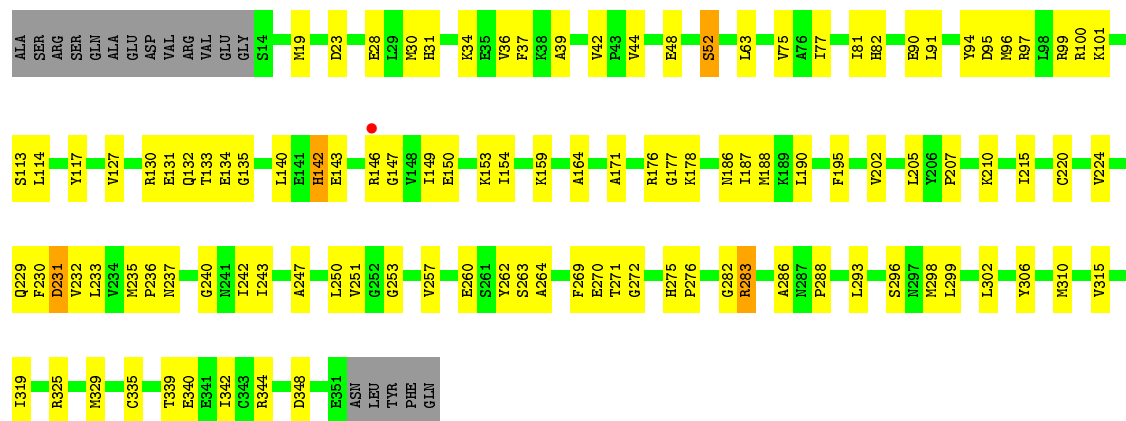 ALA SER ARG SER GLN ALA GLU ASP VAL ARG VAL GLU GLY S14 M19 D23 E28 L29 M30 H31 K34 E35 V36 F37 K38 A39 V42 P43 V44 E48 S52 L63 V75 A76 I77 I81 H82 E90 L91 Y94 D95 M96 R97 L98 R99 R100 K101
S113 L114 Y117 V127 R130 E131 Q132 T133 E134 G135 L140 E141 H142 E143 R146 G147 V148 I149 E150 K153 I154 K159 A164 A171 R176 G177 K178 N186 I187 M188 K189 L190 F195 V202 L205 Y206 P207 K210 I215 C220 V224
Q229 F230 D231 V232 L233 V234 M235 P236 N237 G240 N241 I242 I243 A247 L250 V251 G252 G253 V257 E260 S261 Y262 S263 A264 F269 E270 T271 G272 H275 P276 G282 R283 A286 N287 P288 L293 S296 N297 M298 L299 L302 Y306 M310 V315
I319 R325 M329 C335 T339 E340 E341 I342 C343 R344 D348 E351 ASN LEU TYR PHE GLN